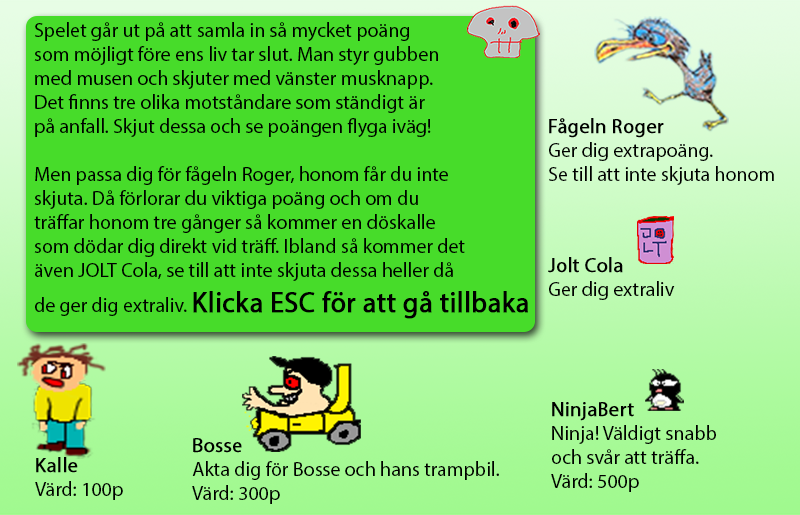 Spelet går ut på att samla in så mycket poäng
som möjligt före ens liv tar slut. Man styr gubben
med musen och skjuter med vänster musknapp.
Det finns tre olika motståndare som ständigt är
på anfall. Skjut dessa och se poängen flyga iväg!
Men passa dig för fågeln Roger, honom får du inte
skjuta. Då förlorar du viktiga poäng och om du
träffar honom tre gånger så kommer en döskalle
som dödar dig direkt vid träff. Ibland så kommer det
även JOLT Cola, se till att inte skjuta dessa heller då
de ger dig extraliv. Klicka ESC för att gå tillbaka
Fågeln Roger
Ger dig extrapoäng.
Se till att inte skjuta honom
JO
LT
Jolt Cola
Ger dig extraliv
Kalle
Värd: 100p
Bosse
Akta dig för Bosse och hans trampbil.
Värd: 300p
NinjaBert
Ninja! Väldigt snabb
och svår att träffa.
Värd: 500p